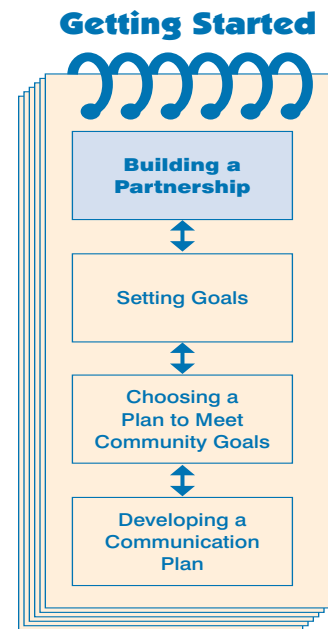 Getting Started
Building a
Partnership
Setting Goals
Choosing a
Plan to Meet
Community Goals
Developing a
Communication
Plan